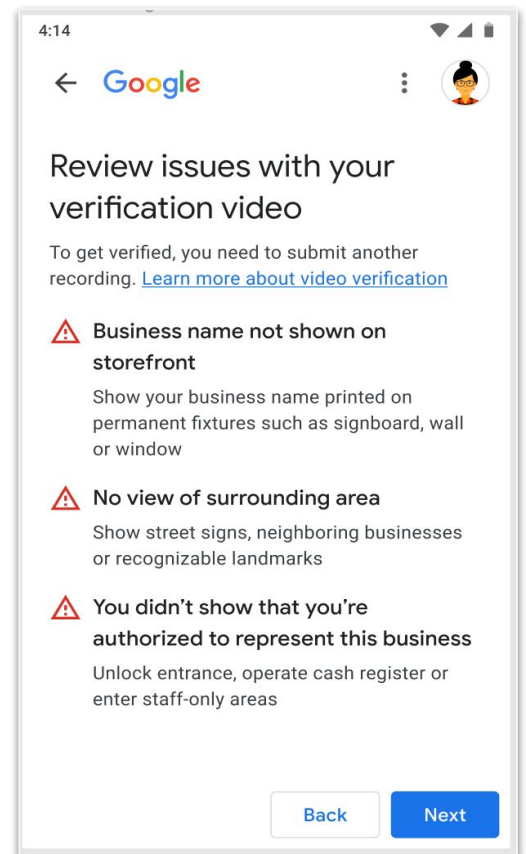 4:14
Google
Review issues with your
verification video
To get verified, you need to submit another
recording. Learn more about video verification
Business name not shown on
storefront
Show your business name printed on
permanent fixtures such as signboard, wall
or window
No view of surrounding area
Show street signs, neighboring businesses
or recognizable landmarks
You didn’t show that you’re
authorized to represent this business
Unlock entrance, operate cash register or
enter staff-only areas
Back Next